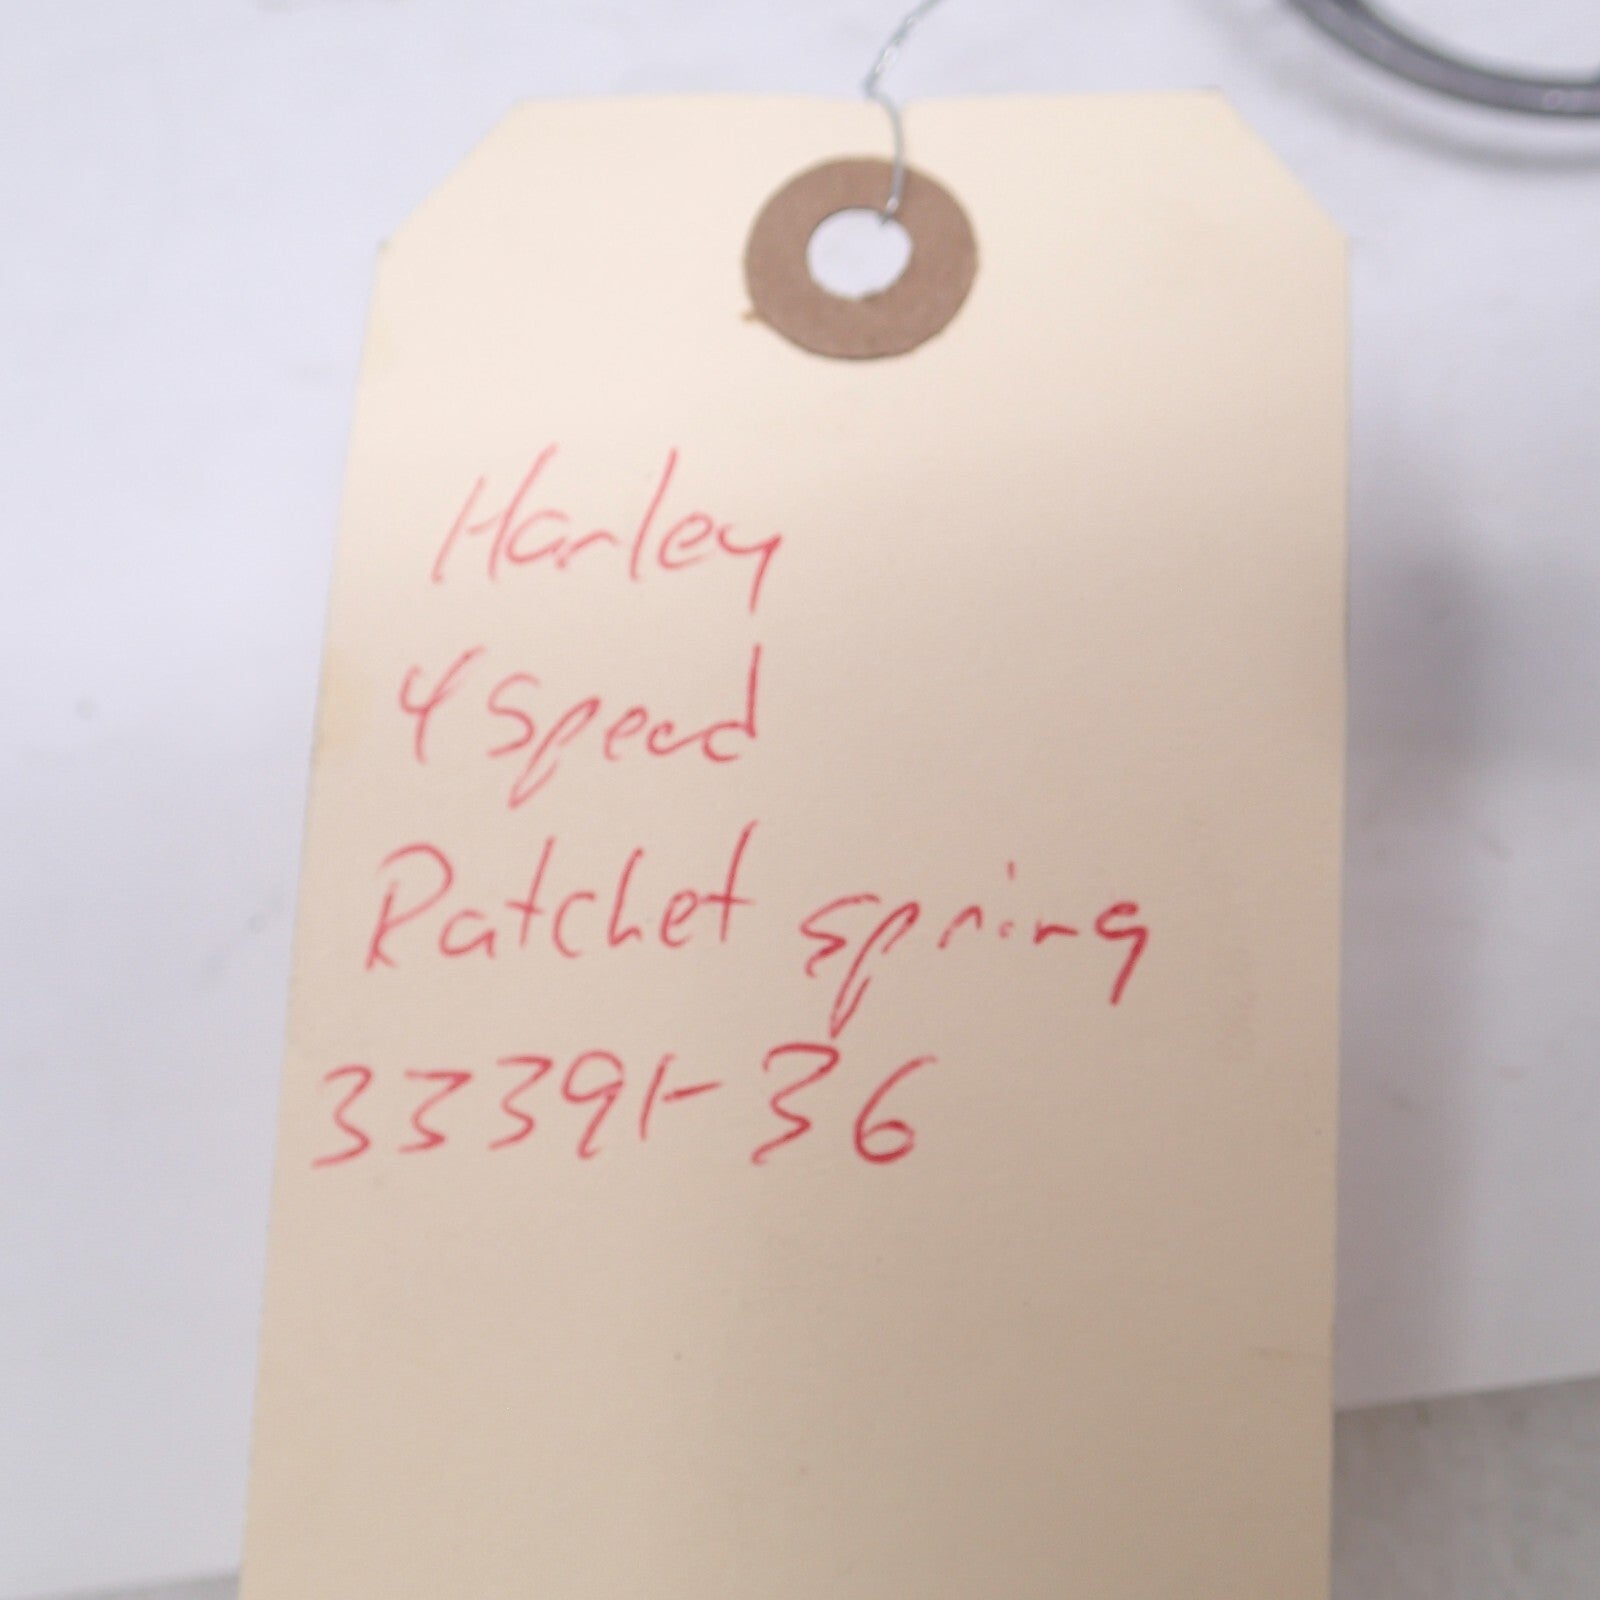 Harley
4 Speed
Ratchet spring
33391-36